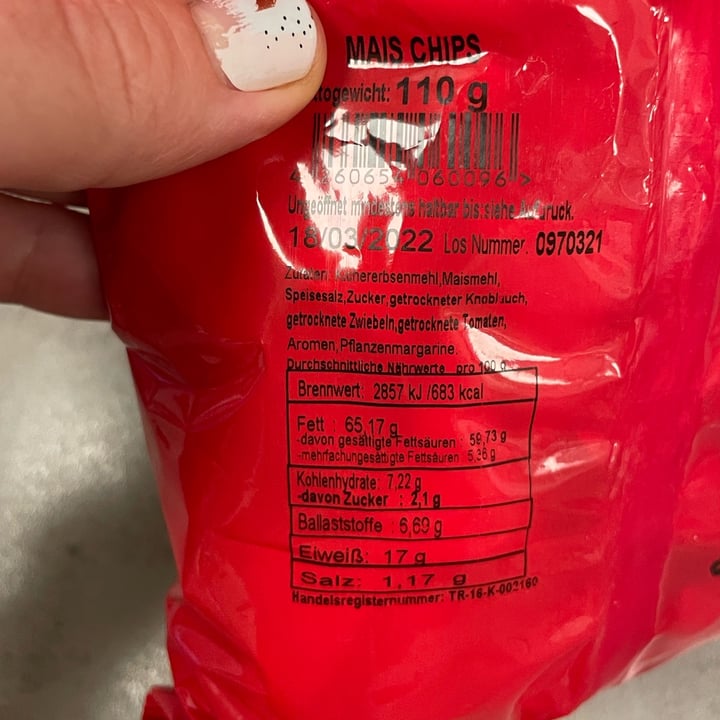 MAIS CHIPS
110 g
060096>
Ungeöffnet mindestens haltbar bis siehe Aufdruck.
18/03/2022 Los Nummer. 0970321
Zutaten: Kichererbsenmehl,Maismehl,
Speisesalz,Zucker,getrockneter Knoblauch,
getrocknete Zwiebeln,getrocknete Tomaten,
Aromen,Pflanzenmargarine.
Durchschnittliche Nährwerte pro 100 g
Brennwert: 2857 kJ /683 kcal
Fett : 65,17 g
-davon gesättigte Fettsäuren : 59,73 g
-mehrfachungesättigte Fettsäuren 5,36 g
Kohlenhydrate: 7,22 g
-davon Zucker : 2,1 g
Ballaststoffe 6,69 g
Eiweiß: 17 g
Salz: 1,17 g
Handelsregisternummer: TR-16-K-002160